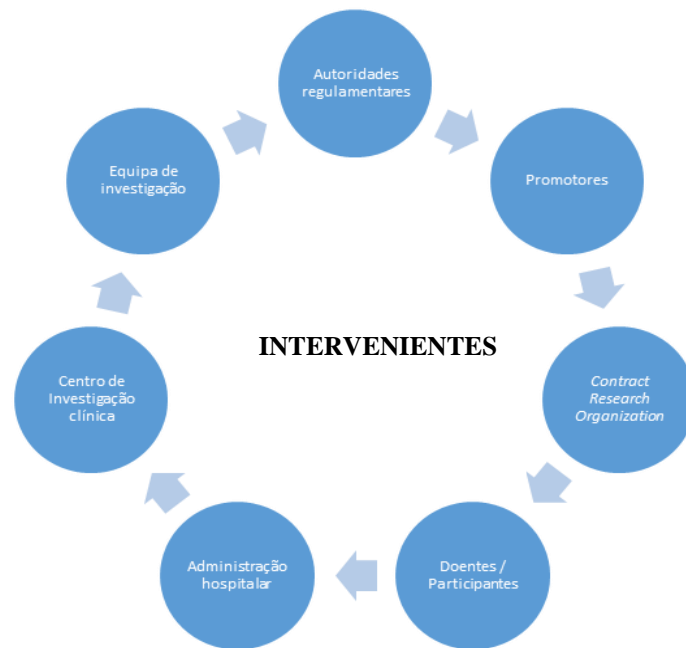 Autoridades
regulamentares
Promotores
Contract
Research
Organization
Doentes /
Participantes
Administração
hospitalar
Centro de
Investigação
clínica
Equipa de
investigação
INTERVENIENTES